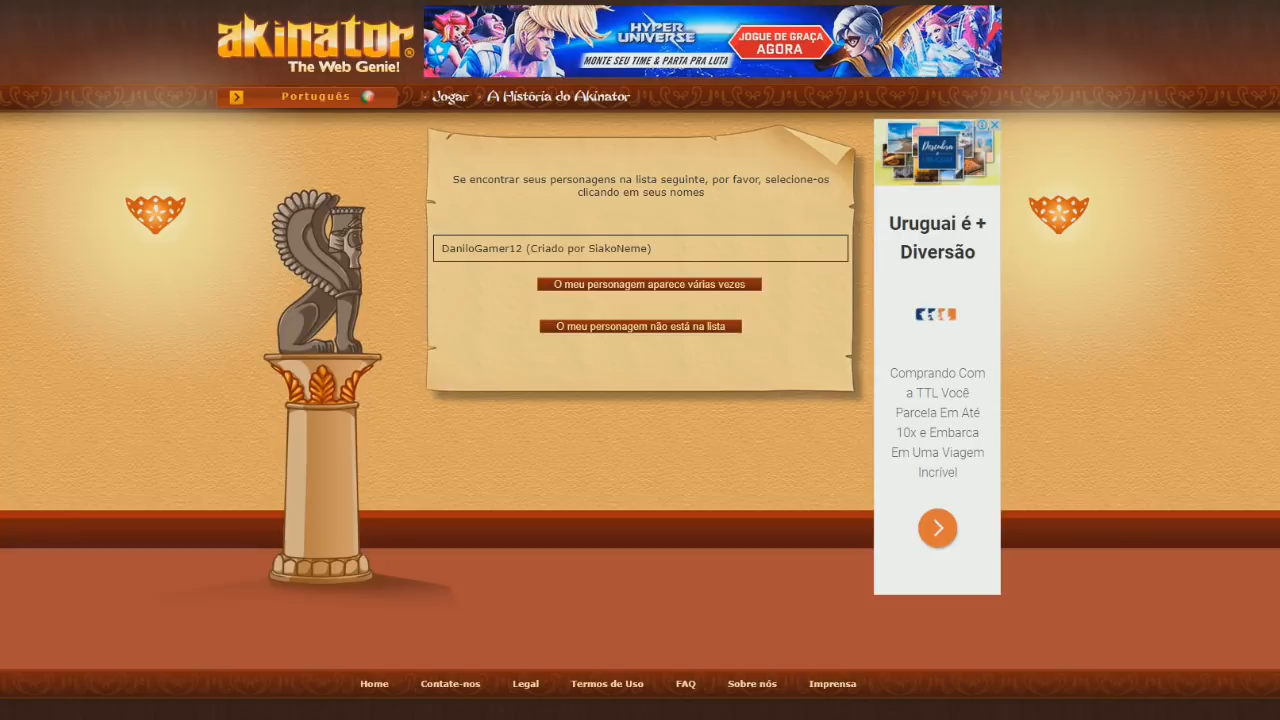 akinator®
The Web Genie!
HYPER
UNIVERSE
MONTE SEU TIME & PARTA PRA LUTA
JOGUE DE GRAÇA
AGORA
Português
Jogar
A História do Akinator
Se encontrar seus personagens na lista seguinte, por favor, selecione-os
clicando em seus nomes
DaniloGamer12 (Criado por SiakoNeme)
O meu personagem aparece várias vezes
O meu personagem não está na lista
Descubra
Uruguai é +
Diversão
Comprando Com
a TTL Você
Parcela Em Até
10x e Embarca
Em Uma Viagem
Incrível
Home
Contate-nos
Legal
Termos de Uso
FAQ
Sobre nós
Imprensa